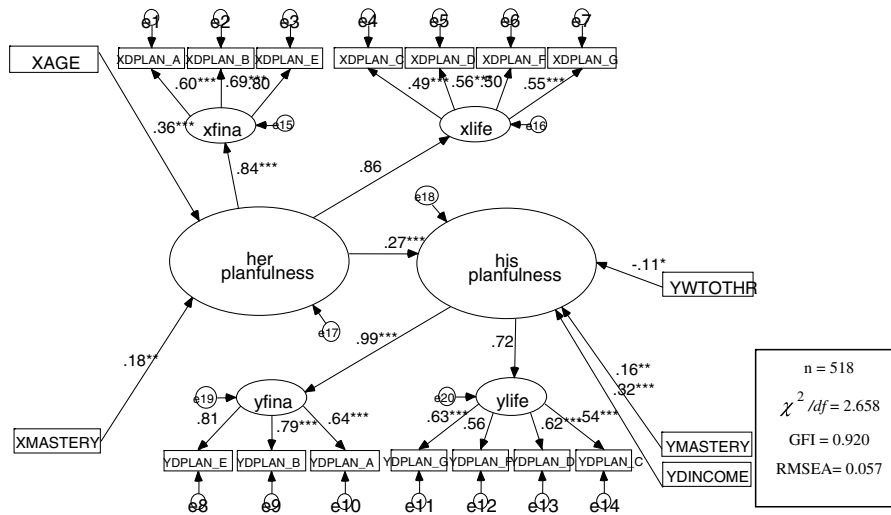 e1 e2 e3 e4 e5 e6 e7
XDPLAN_A XDPLAN_B XDPLAN_E XDPLAN_C XDPLAN_D XDPLAN_F XDPLAN_G
XAGE
.60*** .69*** .80 .49*** .56*** .50 .55***
xfina e15 xlife e16
.36***
.84*** .86
e18
her planfulness
.27***
his planfulness
-.11*
YWTOTHR
e17
.99*** .72
.18**
.16**
.32***
e19 yfina e20 ylife
.81 .79*** .64*** .63*** .56 .62*** .54***
XMASTERY
YMASTERY
YDINCOME
YDPLAN_E YDPLAN_B YDPLAN_A YDPLAN_G YDPLAN_F YDPLAN_D YDPLAN_C
e8 e9 e10 e11 e12 e13 e14
n = 518
χ² /df = 2.658
GFI = 0.920
RMSEA= 0.057